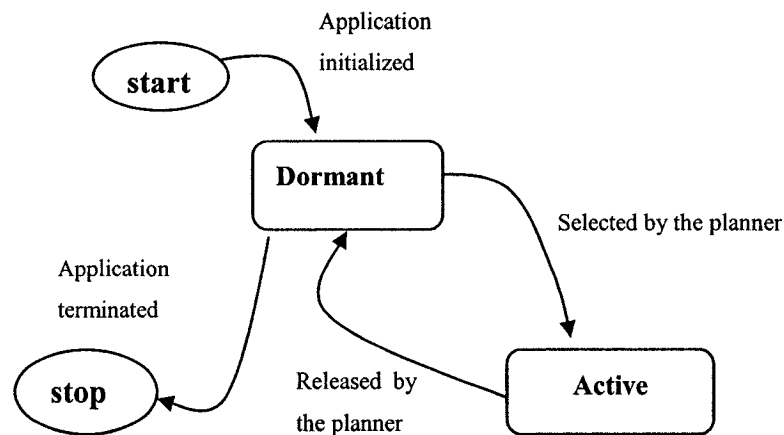 Application
initialized
start
Dormant
Selected by the planner
Application
terminated
stop
Released by
the planner
Active